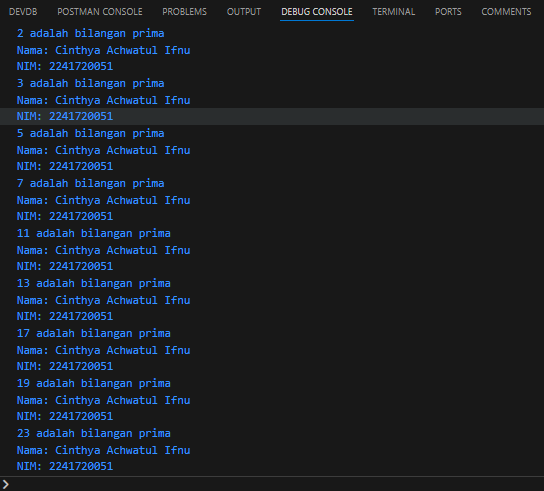 DEVDB POSTMAN CONSOLE PROBLEMS OUTPUT DEBUG CONSOLE TERMINAL PORTS COMMENTS
2 adalah bilangan prima
Nama: Cinthya Achwatul Ifnu
NIM: 2241720051
3 adalah bilangan prima
Nama: Cinthya Achwatul Ifnu
NIM: 2241720051
5 adalah bilangan prima
Nama: Cinthya Achwatul Ifnu
NIM: 2241720051
7 adalah bilangan prima
Nama: Cinthya Achwatul Ifnu
NIM: 2241720051
11 adalah bilangan prima
Nama: Cinthya Achwatul Ifnu
NIM: 2241720051
13 adalah bilangan prima
Nama: Cinthya Achwatul Ifnu
NIM: 2241720051
17 adalah bilangan prima
Nama: Cinthya Achwatul Ifnu
NIM: 2241720051
19 adalah bilangan prima
Nama: Cinthya Achwatul Ifnu
NIM: 2241720051
23 adalah bilangan prima
Nama: Cinthya Achwatul Ifnu
NIM: 2241720051